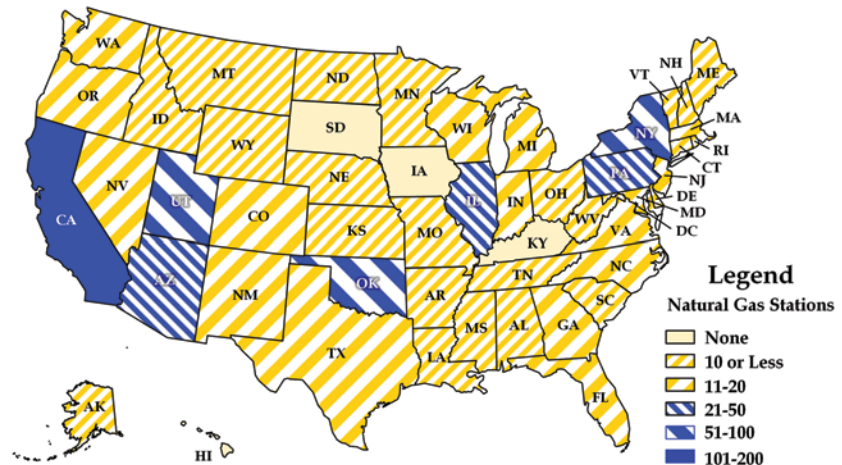 WA
MT
ND
MN
VT
NH
ME
OR
ID
WY
SD
WI
MI
NY
MA
RI
CT
NJ
DE
MD
DC
NV
UT
CO
NE
IA
IL
IN
OH
PA
WV
VA
CA
KS
MO
KY
AZ
NM
OK
AR
TN
NC
SC
TX
LA
MS
AL
GA
FL
AK
HI
Legend
Natural Gas Stations
None
10 or Less
11-20
21-50
51-100
101-200